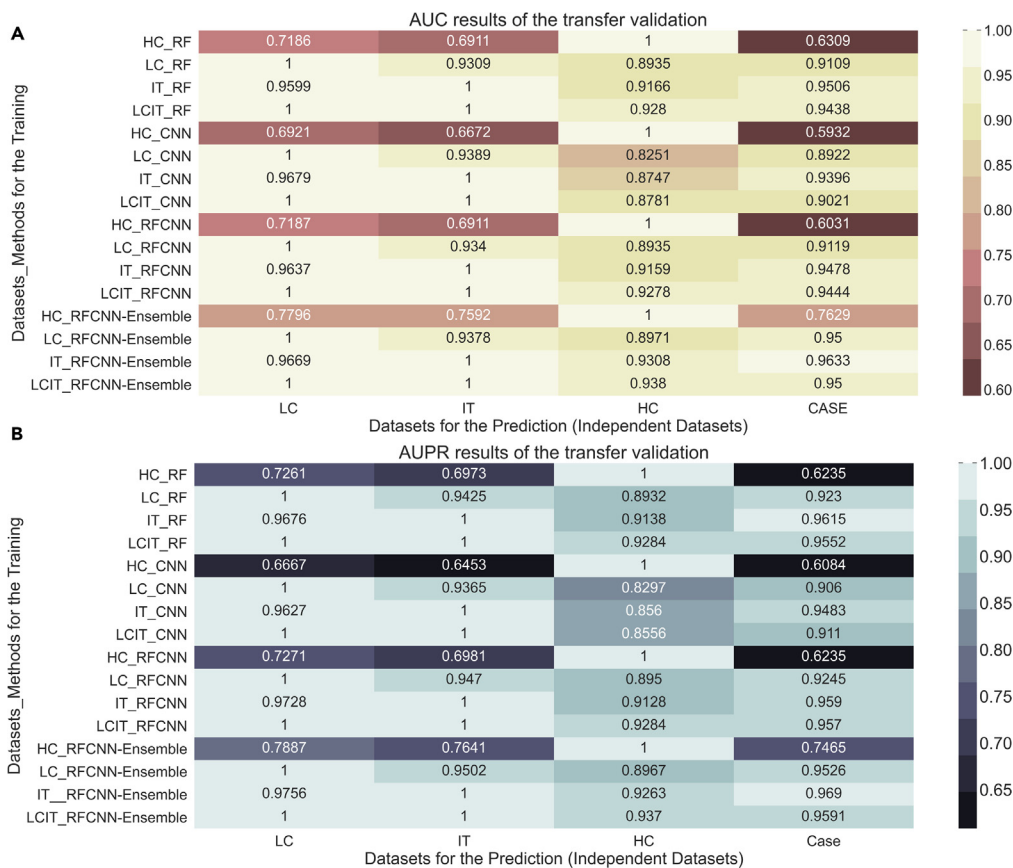 A
AUC results of the transfer validation
Datasets_Methods for the Training
HC_RF 0.7186 0.6911 1 0.6309
LC_RF 1 0.9309 0.8935 0.9109
IT_RF 0.9599 1 0.9166 0.9506
LCIT_RF 1 1 0.928 0.9438
HC_CNN 0.6921 0.6672 1 0.5932
LC_CNN 1 0.9389 0.8251 0.8922
IT_CNN 0.9679 1 0.8747 0.9396
LCIT_CNN 1 1 0.8781 0.9021
HC_RFCNN 0.7187 0.6911 1 0.6031
LC_RFCNN 1 0.934 0.8935 0.9119
IT_RFCNN 0.9637 1 0.9159 0.9478
LCIT_RFCNN 1 1 0.9278 0.9444
HC_RFCNN-Ensemble 0.7796 0.7592 1 0.7629
LC_RFCNN-Ensemble 1 0.9378 0.8971 0.95
IT_RFCNN-Ensemble 0.9669 1 0.9308 0.9633
LCIT_RFCNN-Ensemble 1 1 0.938 0.95
LC IT HC CASE
Datasets for the Prediction (Independent Datasets)
1.00
0.95
0.90
0.85
0.80
0.75
0.70
0.65
0.60
B
AUPR results of the transfer validation
Datasets_Methods for the Training
HC_RF 0.7261 0.6973 1 0.6235
LC_RF 1 0.9425 0.8932 0.923
IT_RF 0.9676 1 0.9138 0.9615
LCIT_RF 1 1 0.9284 0.9552
HC_CNN 0.6667 0.6453 1 0.6084
LC_CNN 1 0.9365 0.8297 0.906
IT_CNN 0.9627 1 0.856 0.9483
LCIT_CNN 1 1 0.8556 0.911
HC_RFCNN 0.7271 0.6981 1 0.6235
LC_RFCNN 1 0.947 0.895 0.9245
IT_RFCNN 0.9728 1 0.9128 0.959
LCIT_RFCNN 1 1 0.9284 0.957
HC_RFCNN-Ensemble 0.7887 0.7641 1 0.7465
LC_RFCNN-Ensemble 1 0.9502 0.8967 0.9526
IT__RFCNN-Ensemble 0.9756 1 0.9263 0.969
LCIT_RFCNN-Ensemble 1 1 0.937 0.9591
LC IT HC Case
Datasets for the Prediction (Independent Datasets)
1.00
0.95
0.90
0.85
0.80
0.75
0.70
0.65